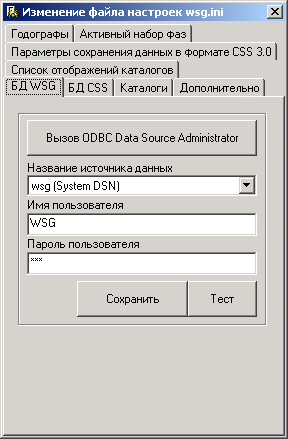 Изменение файла настроек wsg.ini
Годографы
Активный набор фаз
Параметры сохранения данных в формате CSS 3.0
Список отображений каталогов
БД WSG
БД CSS
Каталоги
Дополнительно
Вызов ODBC Data Source Administrator
Название источника данных
wsg (System DSN)
Имя пользователя
WSG
Пароль пользователя
***
Сохранить
Тест